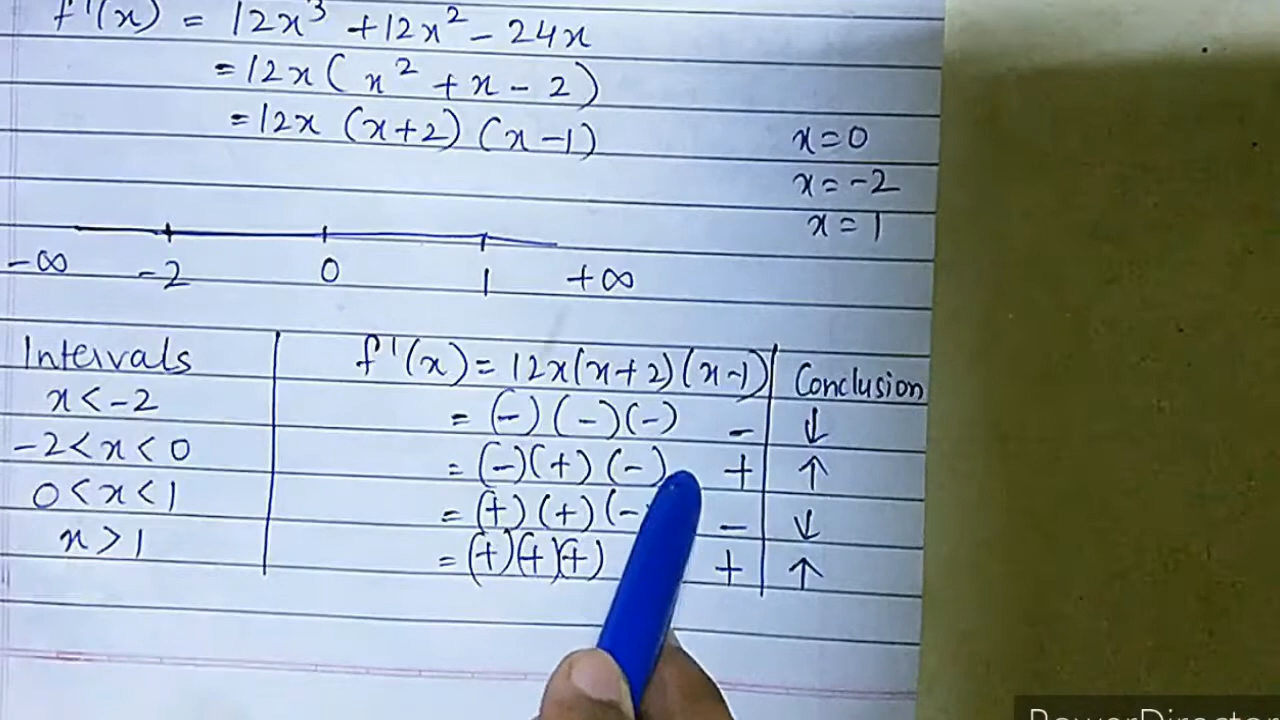 f'(x) = 12x³ + 12x² - 24x
= 12x (x² + x - 2)
= 12x (x+2) (x-1)
x = 0
x = -2
x = 1
-∞ -2 0 1 +∞
Intervals f'(x) = 12x(x+2)(x-1) Conclusion
x < -2 = (-) (-)(-) - ↓
-2 < x < 0 = (-)(+)(-) + ↑
0 < x < 1 = (+)(+)(- - ↓
x > 1 = (+)(+)(+) + ↑
PowerDirector